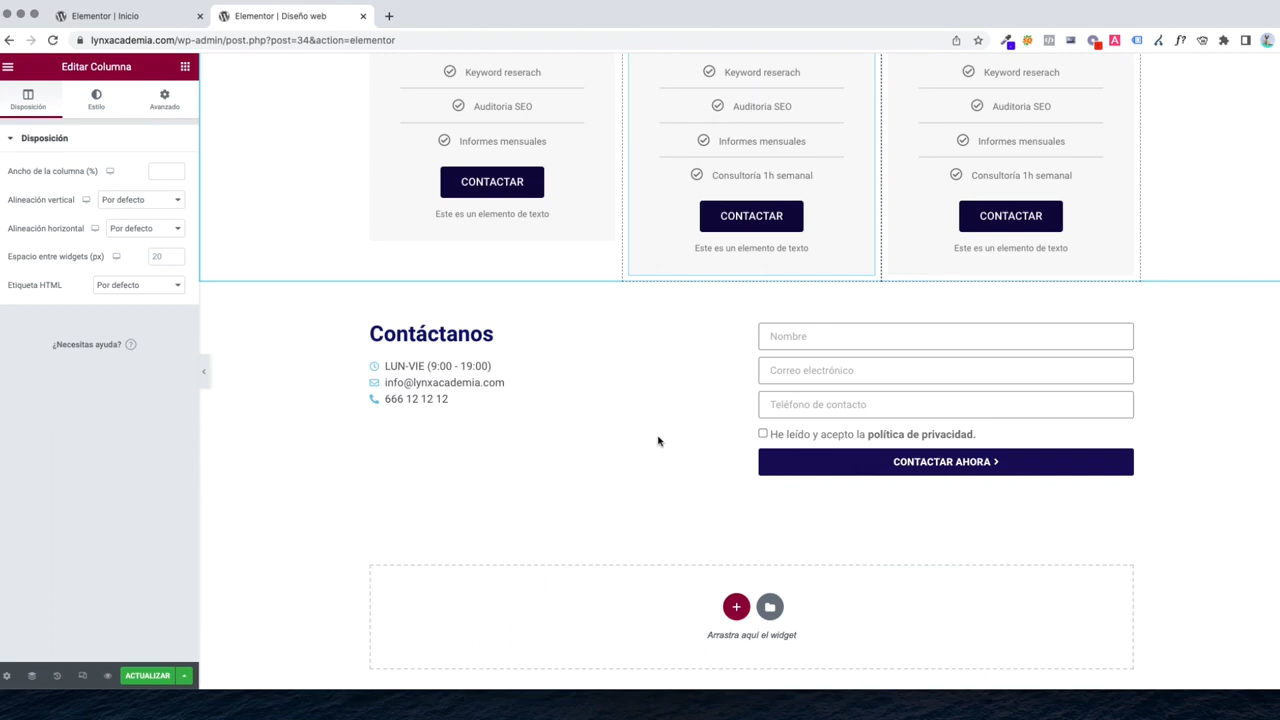 Elementor | Inicio
Elementor | Diseño web
lynxacademia.com/wp-admin/post.php?post=34&action=elementor
Editar Columna
Disposición
Estilo
Avanzado
Disposición
Ancho de la columna (%)
Alineación vertical
Por defecto
Alineación horizontal
Por defecto
Espacio entre widgets (px)
20
Etiqueta HTML
Por defecto
¿Necesitas ayuda?
ACTUALIZAR
Keyword reserach
Auditoria SEO
Informes mensuales
CONTACTAR
Este es un elemento de texto
Keyword reserach
Auditoria SEO
Informes mensuales
Consultoría 1h semanal
CONTACTAR
Este es un elemento de texto
Keyword reserach
Auditoria SEO
Informes mensuales
Consultoría 1h semanal
CONTACTAR
Este es un elemento de texto
Contáctanos
LUN-VIE (9:00 - 19:00)
info@lynxacademia.com
666 12 12 12
Nombre
Correo electrónico
Teléfono de contacto
He leído y acepto la política de privacidad.
CONTACTAR AHORA >
Arrastra aquí el widget